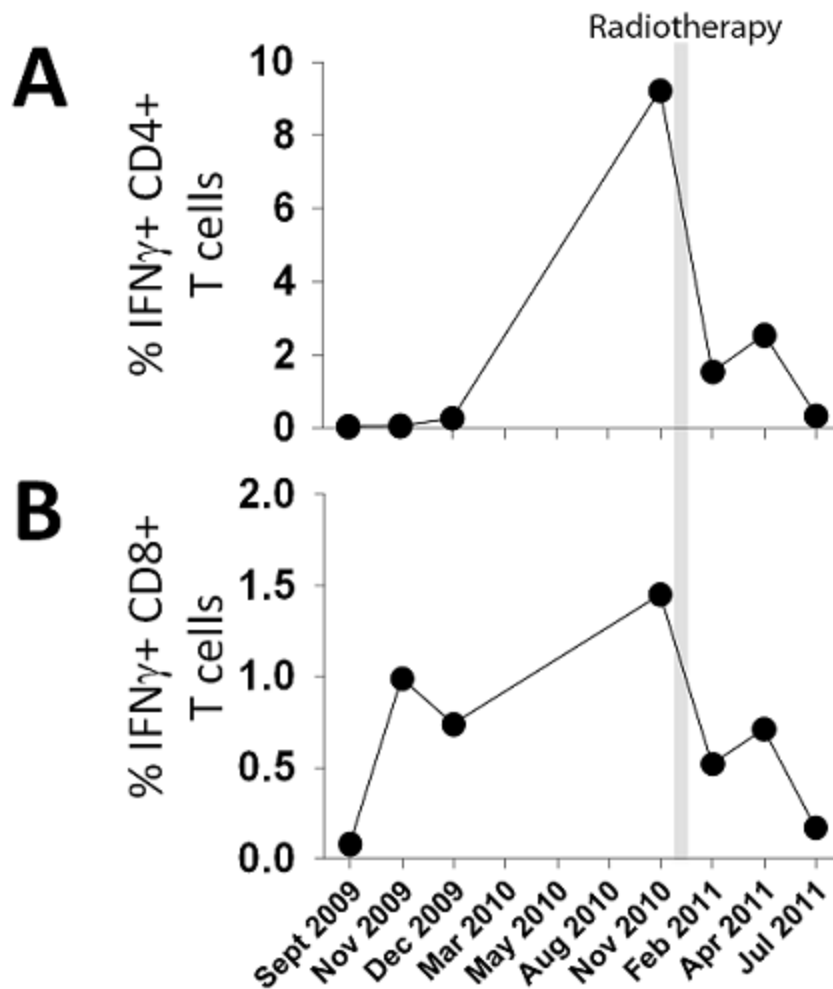 Radiotherapy
A
% IFNγ+ CD4+
T cells
10
8
6
4
2
0
B
% IFNγ+ CD8+
T cells
2.0
1.5
1.0
0.5
0.0
Sept 2009
Nov 2009
Dec 2009
Mar 2010
May 2010
Aug 2010
Nov 2010
Feb 2011
Apr 2011
Jul 2011